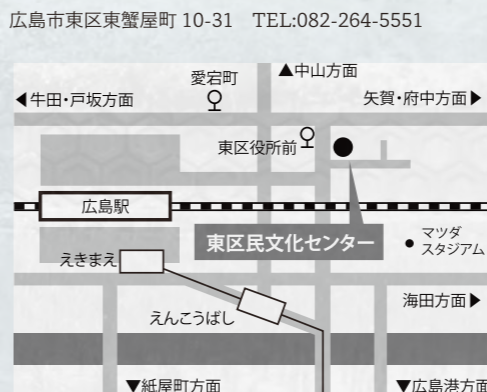 広島市東区東蟹屋町 10-31　TEL:082-264-5551
▲中山方面
愛宕町
◀牛田・戸坂方面
矢賀・府中方面▶
東区役所前
広島駅
東区民文化センター
マツダ
スタジアム
えきまえ
海田方面▶
えんこうばし
▼紙屋町方面
▼広島港方面